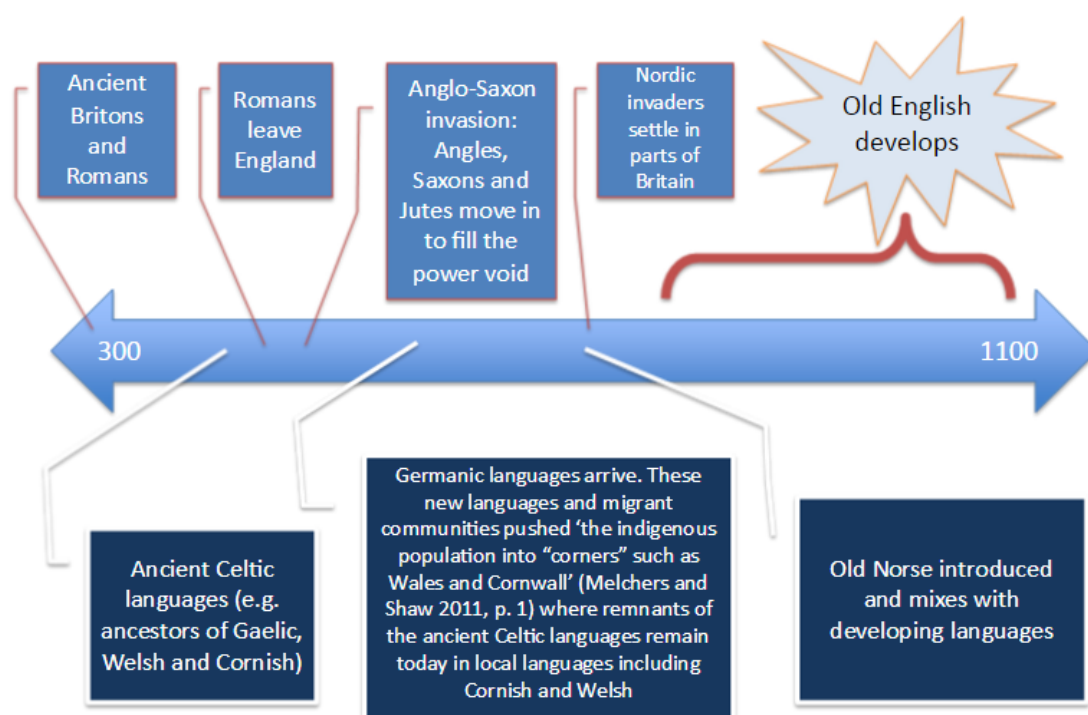 Ancient
Britons
and
Romans
Romans
leave
England
Anglo-Saxon
invasion:
Angles,
Saxons and
Jutes move in
to fill the
power void
Nordic
invaders
settle in
parts of
Britain
Old English
develops
300
1100
Ancient Celtic
languages (e.g.
ancestors of Gaelic,
Welsh and Cornish)
Germanic languages arrive. These
new languages and migrant
communities pushed ‘the indigenous
population into “corners” such as
Wales and Cornwall’ (Melchers and
Shaw 2011, p. 1) where remnants of
the ancient Celtic languages remain
today in local languages including
Cornish and Welsh
Old Norse introduced
and mixes with
developing languages